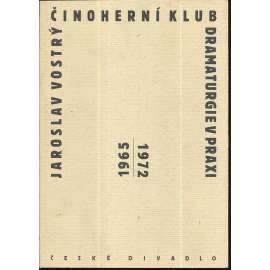 JAROSLAV VOSTRÝ
ČINOHERNÍ KLUB
1965
1972
DRAMATURGIE V PRAXI
ČESKÉ DIVADLO